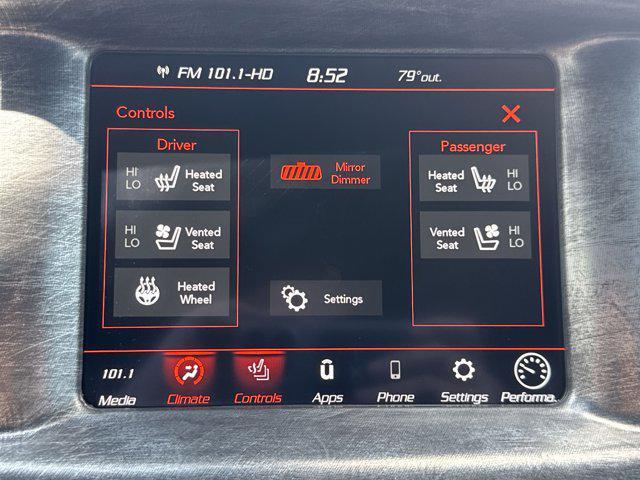 FM 101.1-HD 8:52 79°out.
Controls
Driver
HI
LO
Heated
Seat
HI
LO
Vented
Seat
Heated
Wheel
Mirror
Dimmer
Settings
Passenger
Heated
Seat
HI
LO
Vented
Seat
HI
LO
101.1
Media Climate Controls Apps Phone Settings Performa..